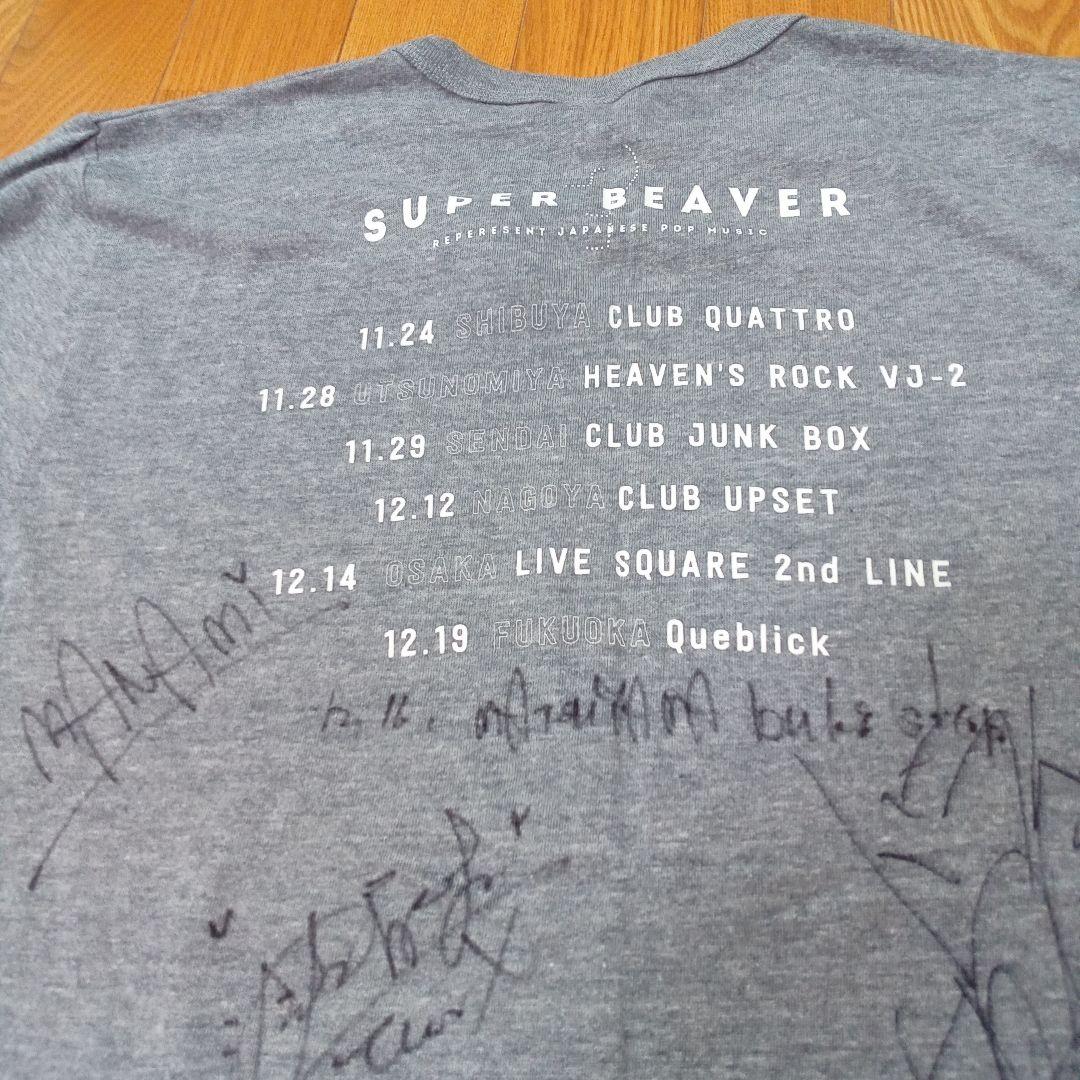 SUPER BEAVER
REPERESENT JAPANESE POP MUSIC
11.24 SHIBUYA CLUB QUATTRO
11.28 UTSUNOMIYA HEAVEN'S ROCK VJ-2
11.29 SENDAI CLUB JUNK BOX
12.12 NAGOYA CLUB UPSET
12.14 OSAKA LIVE SQUARE 2nd LINE
12.19 FUKUOKA Queblick
MANAMi